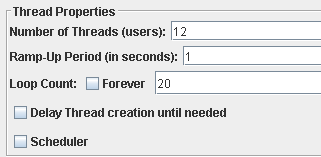 Thread Properties
Number of Threads (users): 12
Ramp-Up Period (in seconds): 1
Loop Count: Forever 20
Delay Thread creation until needed
Scheduler